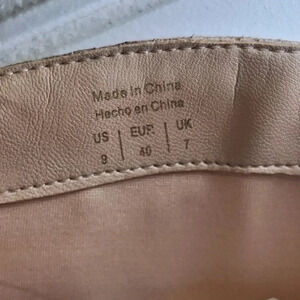 Made in China
Hecho en China
US | EUR | UK
9 | 40 | 7